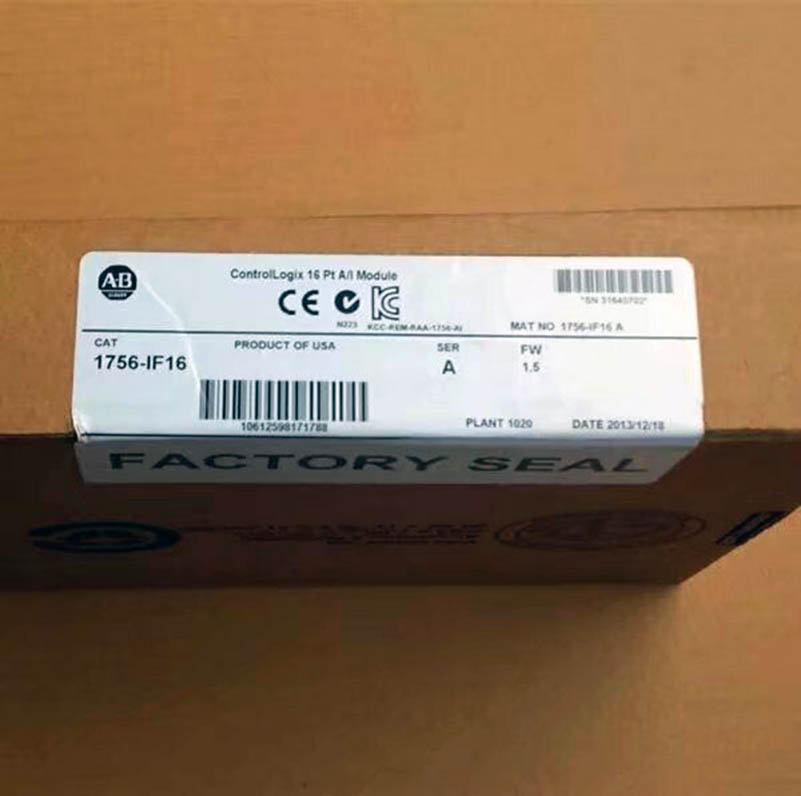 A·B
ControlLogix 16 Pt A/I Module
CE
KC
N223 KCC-REM-RAA-1756-AI
*SN 31640702*
MAT NO 1756-IF16 A
CAT
1756-IF16
PRODUCT OF USA
SER
A
FW
1.5
10612598171788
PLANT 1020
DATE 2013/12/18
FACTORY SEAL